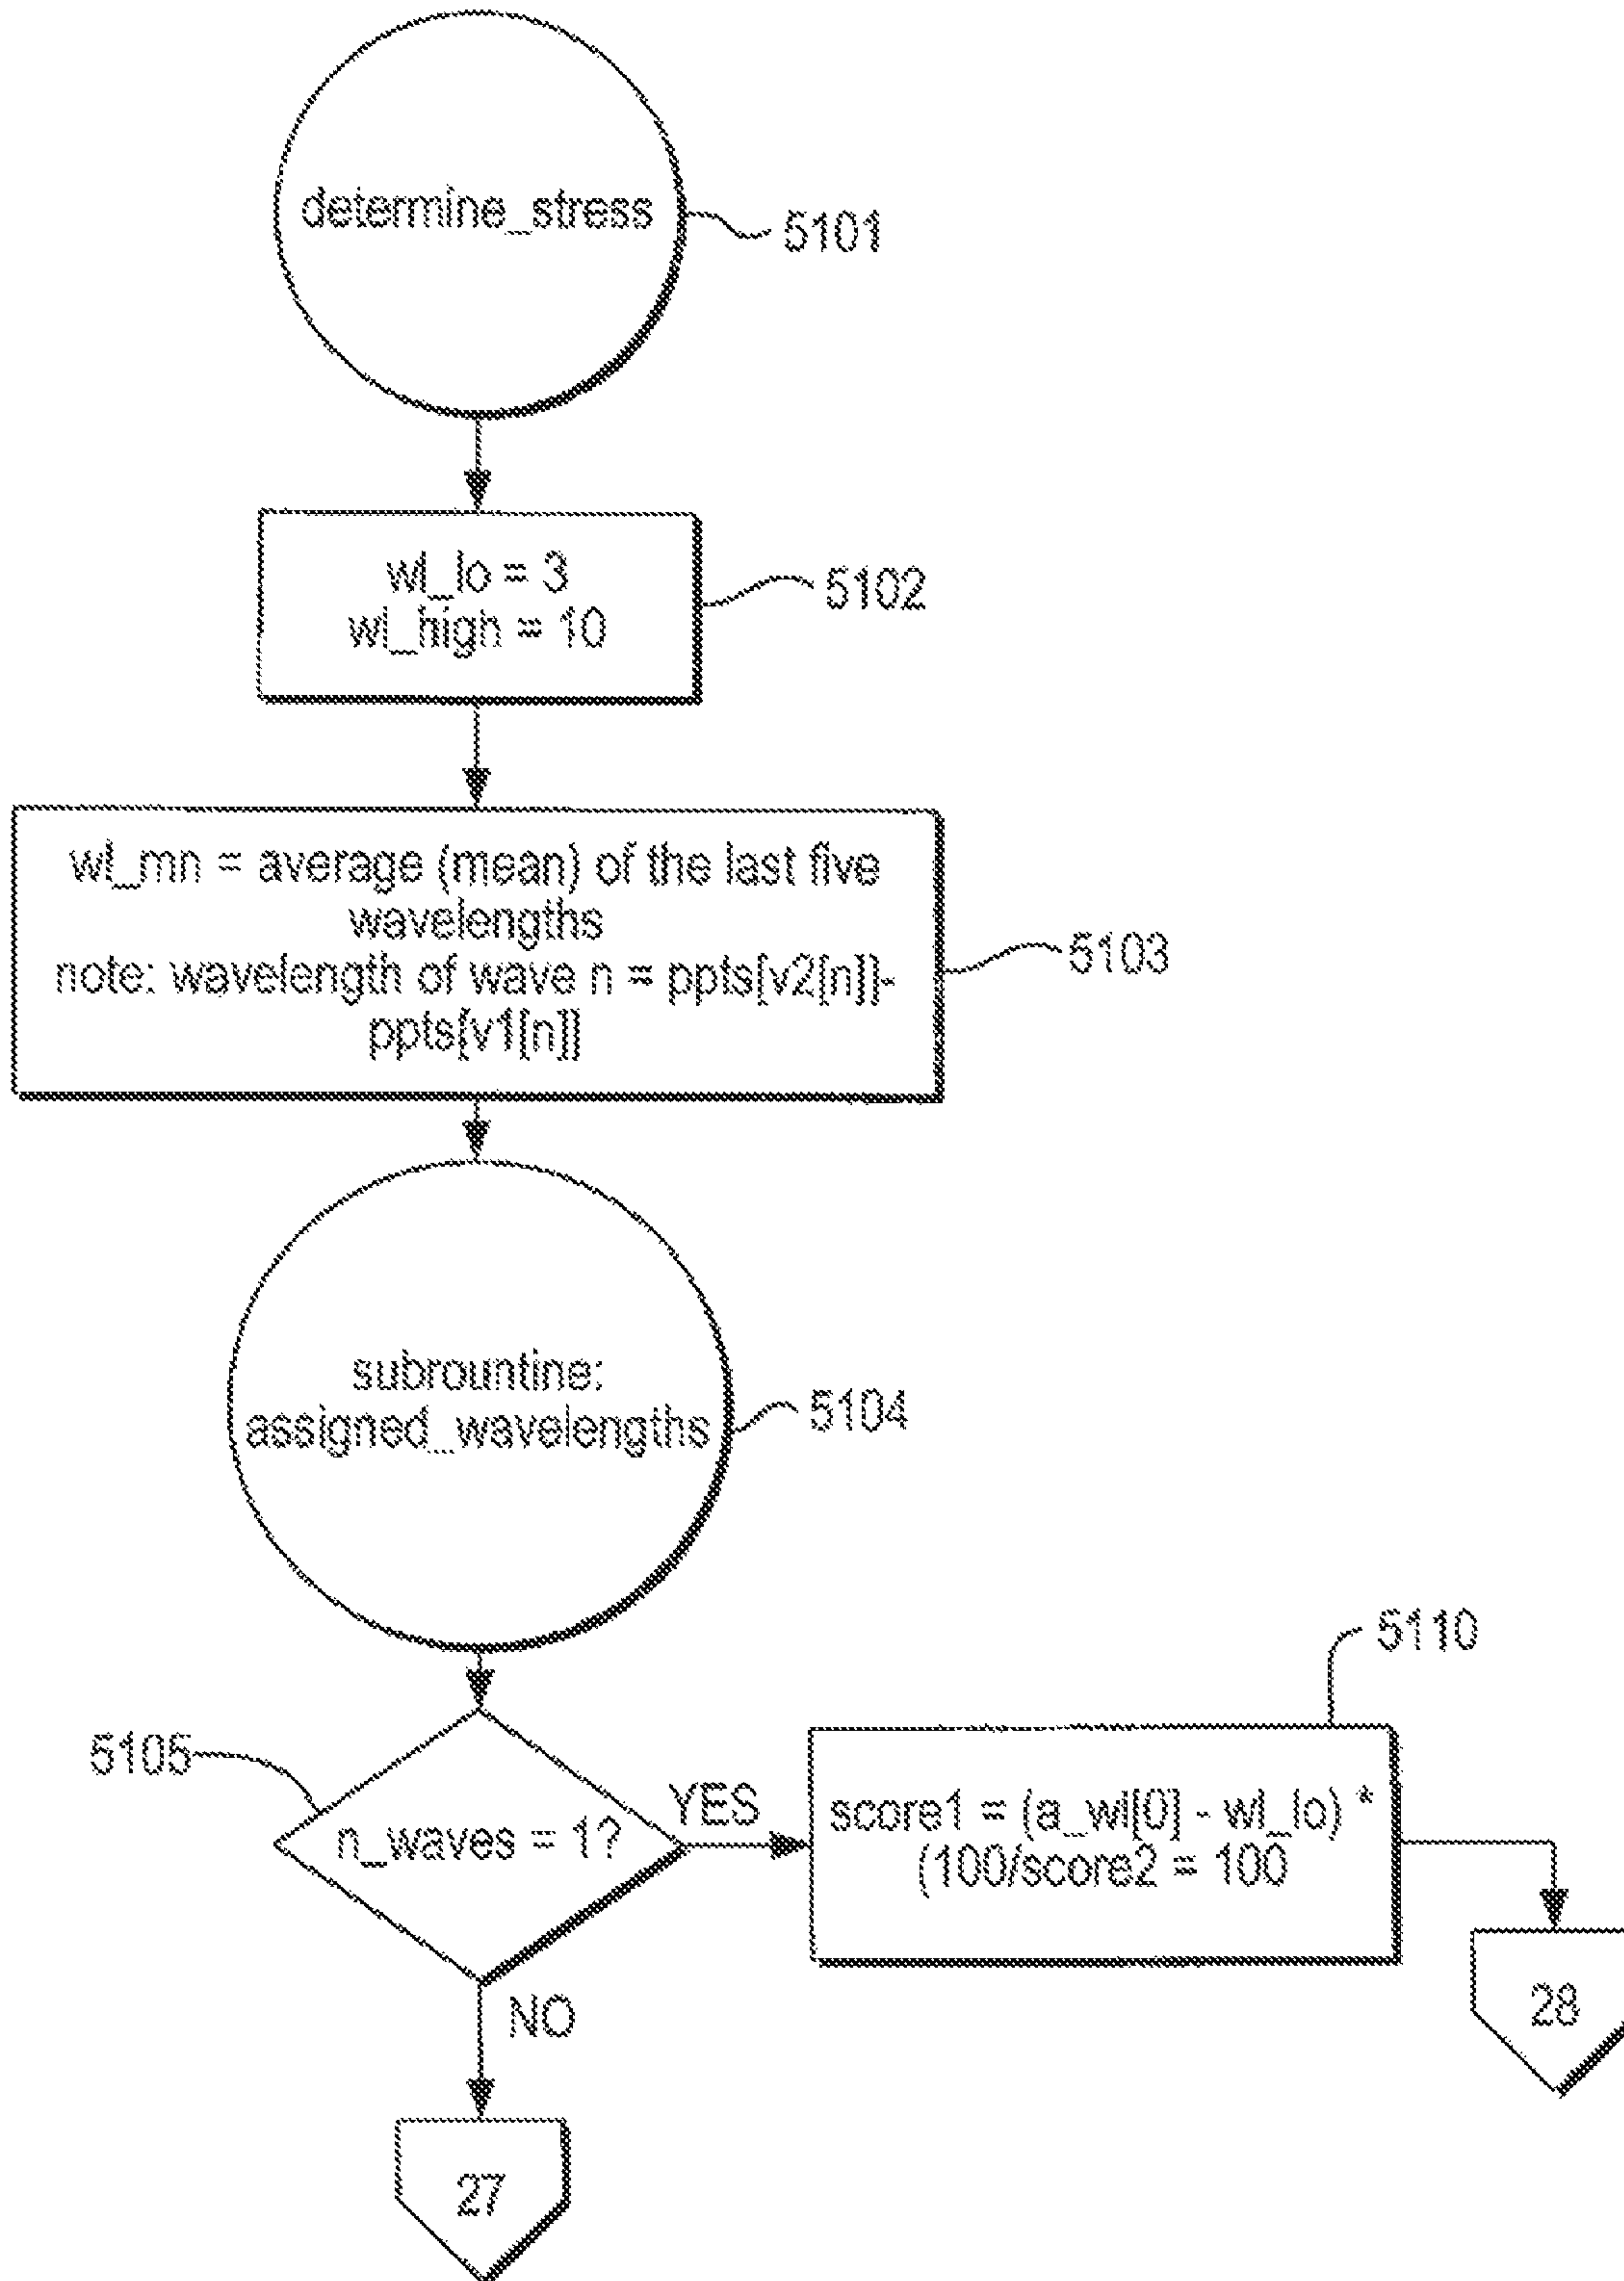 determine_stress
5101
wl_lo = 3
wl_high = 10
5102
wl_mn = average (mean) of the last five
wavelengths
note: wavelength of wave n = ppts[v2[n]]-
ppts[v1[n]]
5103
subrountine:
assigned_wavelengths
5104
5105
n_waves = 1?
YES
5110
score1 = (a_wl[0] - wl_lo) *
(100/score2 = 100
28
NO
27